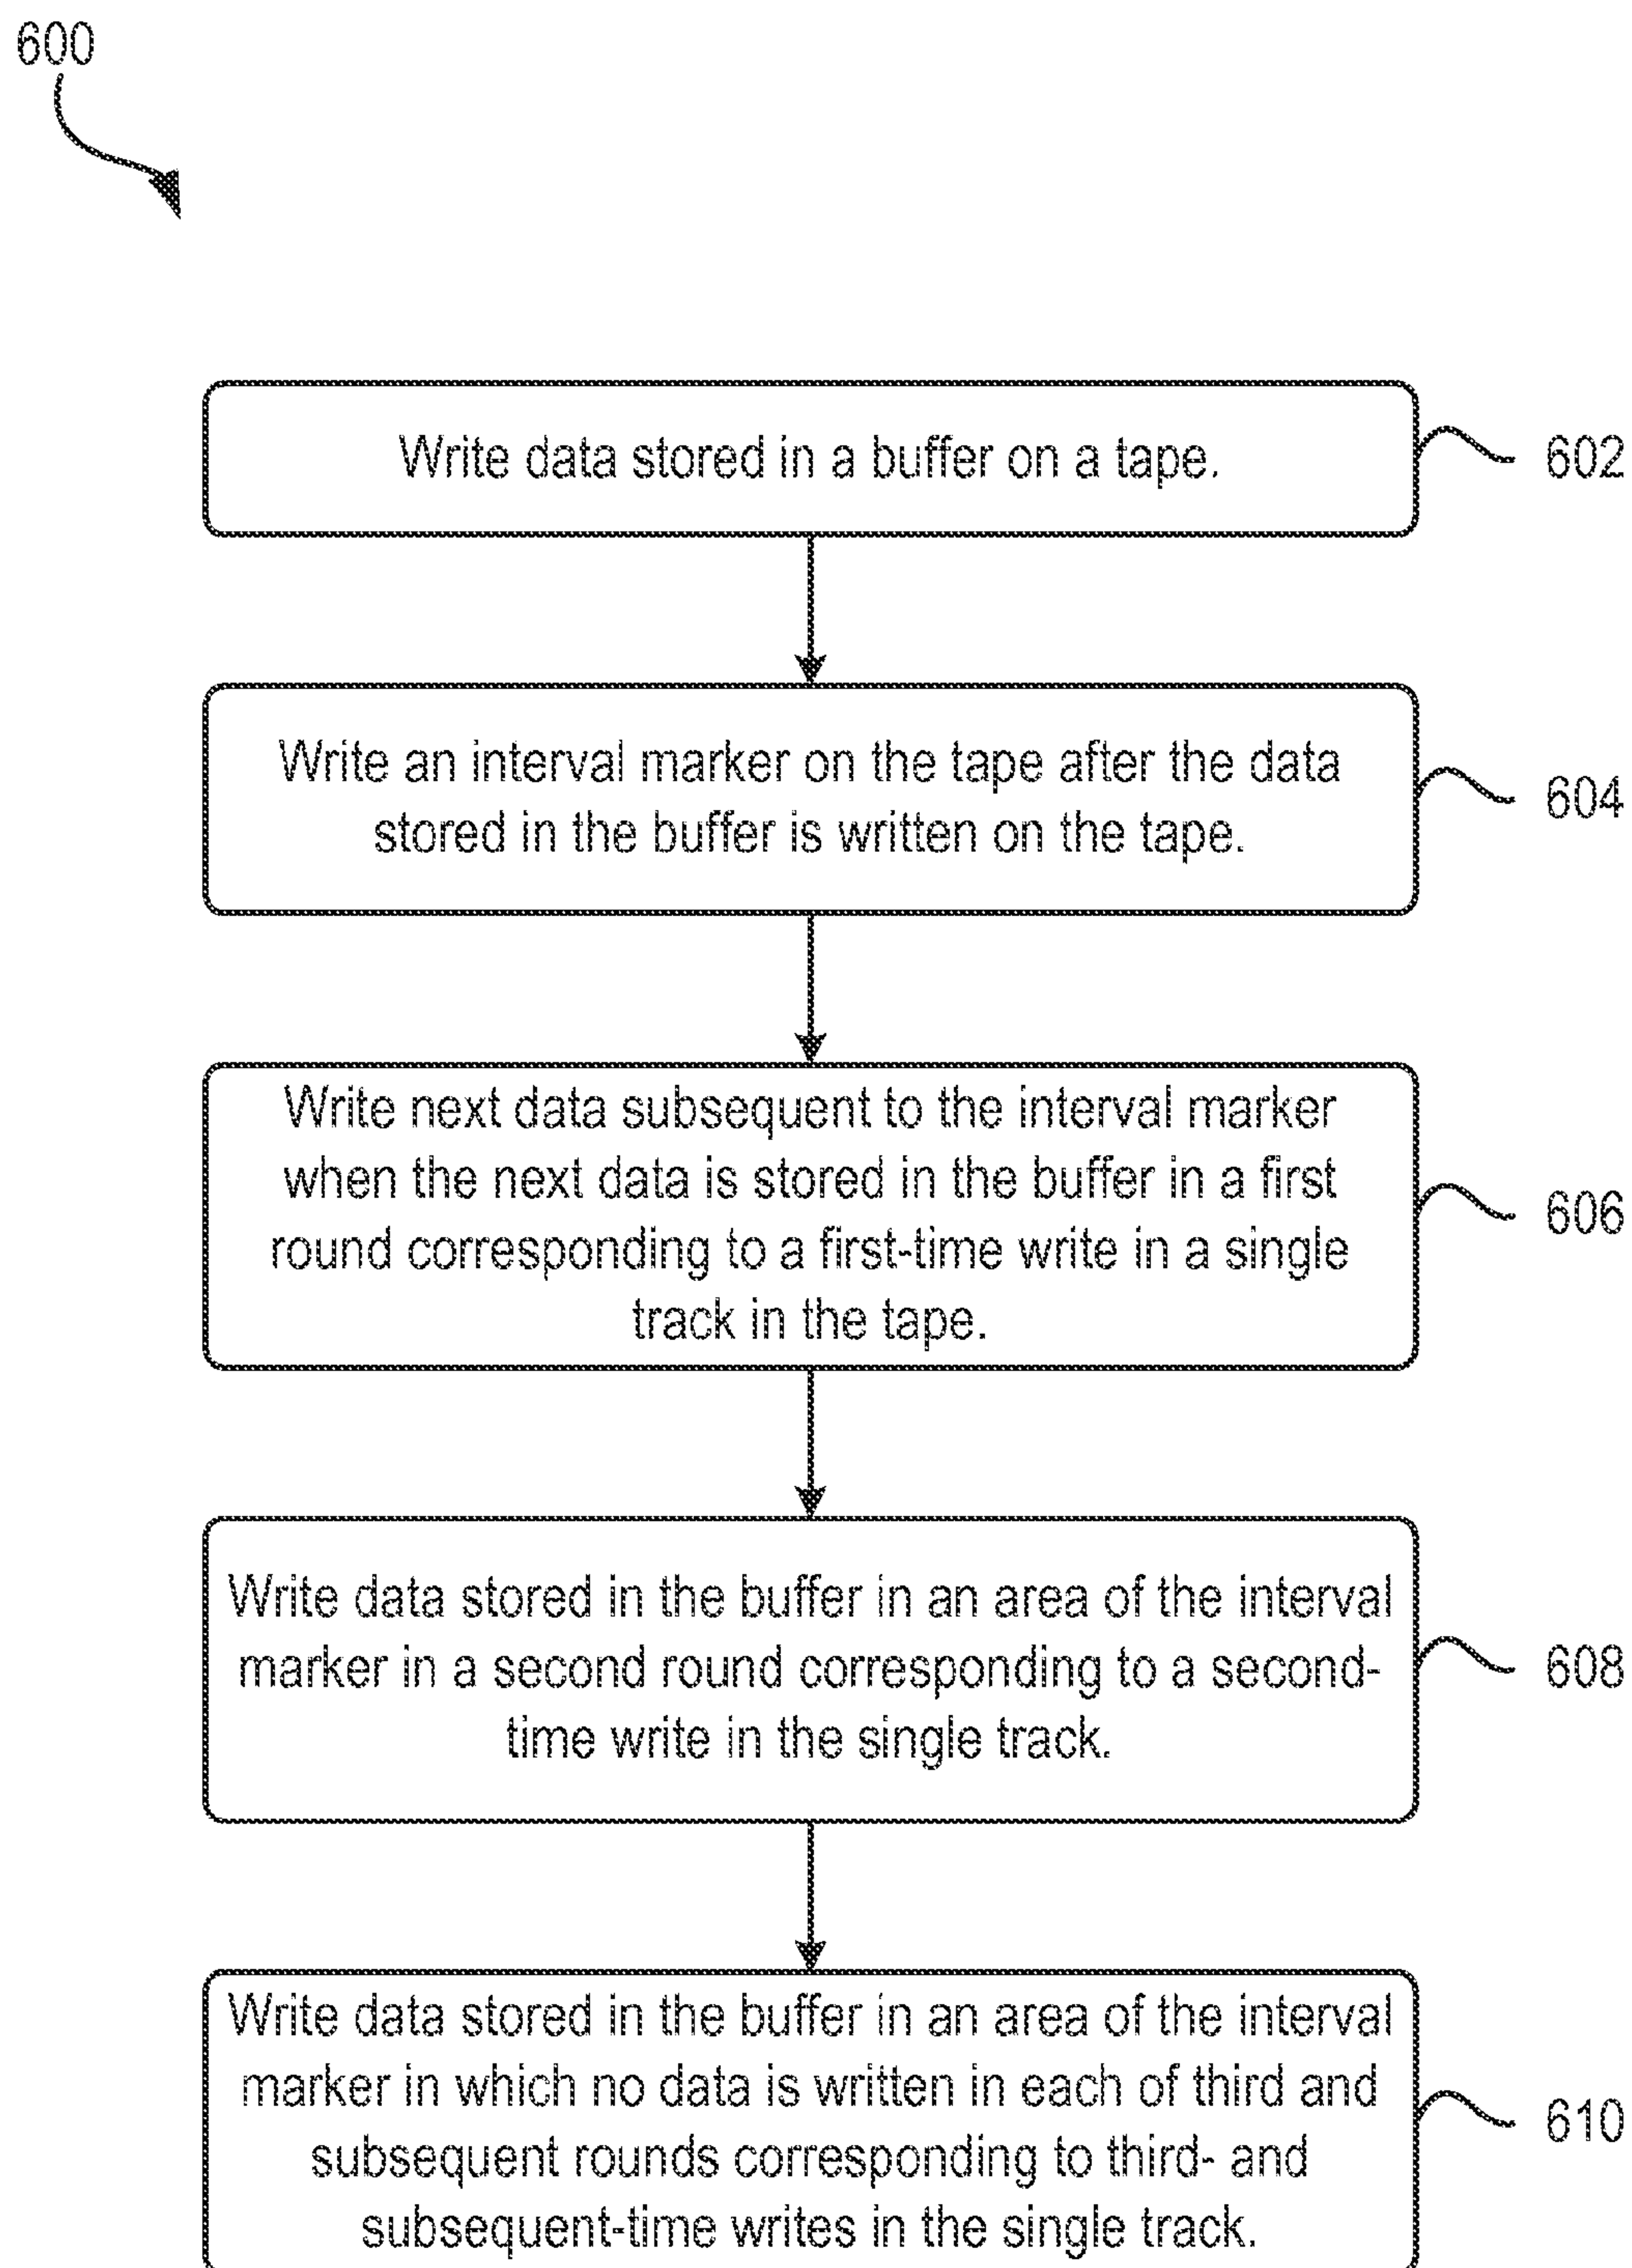 600
Write data stored in a buffer on a tape.
602
Write an interval marker on the tape after the data
stored in the buffer is written on the tape.
604
Write next data subsequent to the interval marker
when the next data is stored in the buffer in a first
round corresponding to a first-time write in a single
track in the tape.
606
Write data stored in the buffer in an area of the interval
marker in a second round corresponding to a second-
time write in the single track.
608
Write data stored in the buffer in an area of the interval
marker in which no data is written in each of third and
subsequent rounds corresponding to third- and
subsequent-time writes in the single track.
610